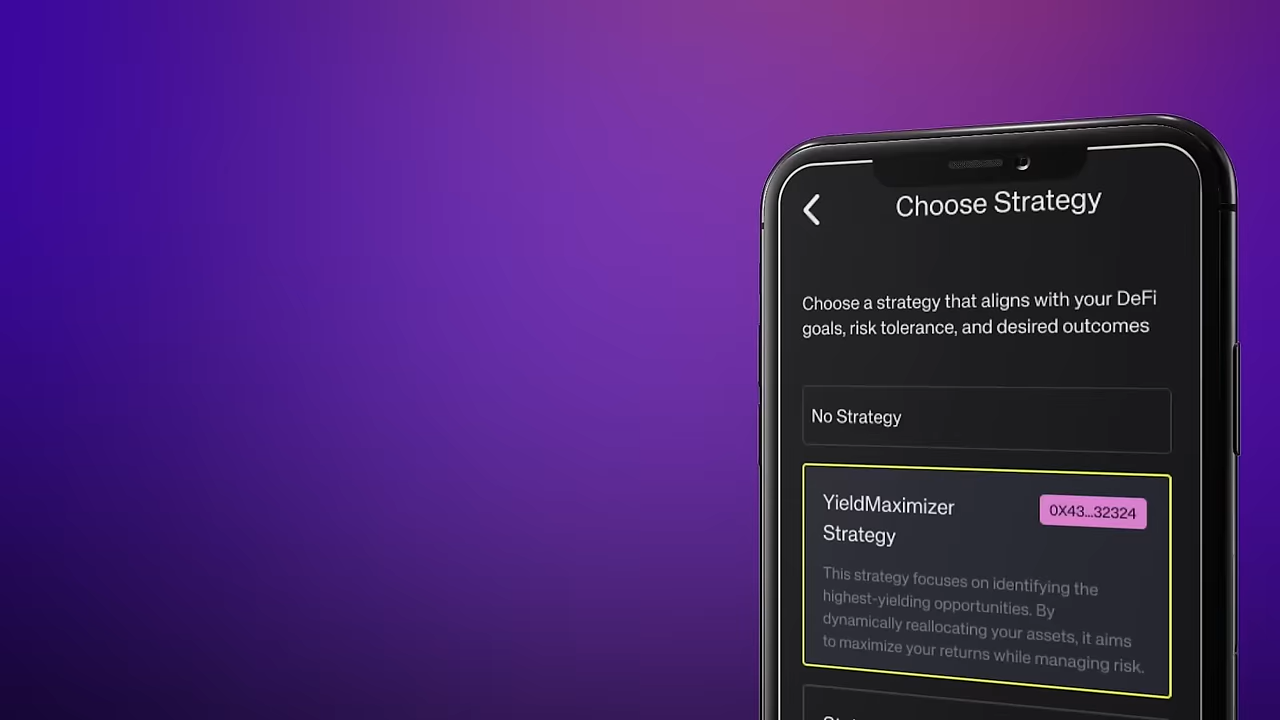 Choose Strategy
Choose a strategy that aligns with your DeFi
goals, risk tolerance, and desired outcomes
No Strategy
YieldMaximizer
Strategy
0X43...32324
This strategy focuses on identifying the
highest-yielding opportunities. By
dynamically reallocating your assets, it aims
to maximize your returns while managing risk.